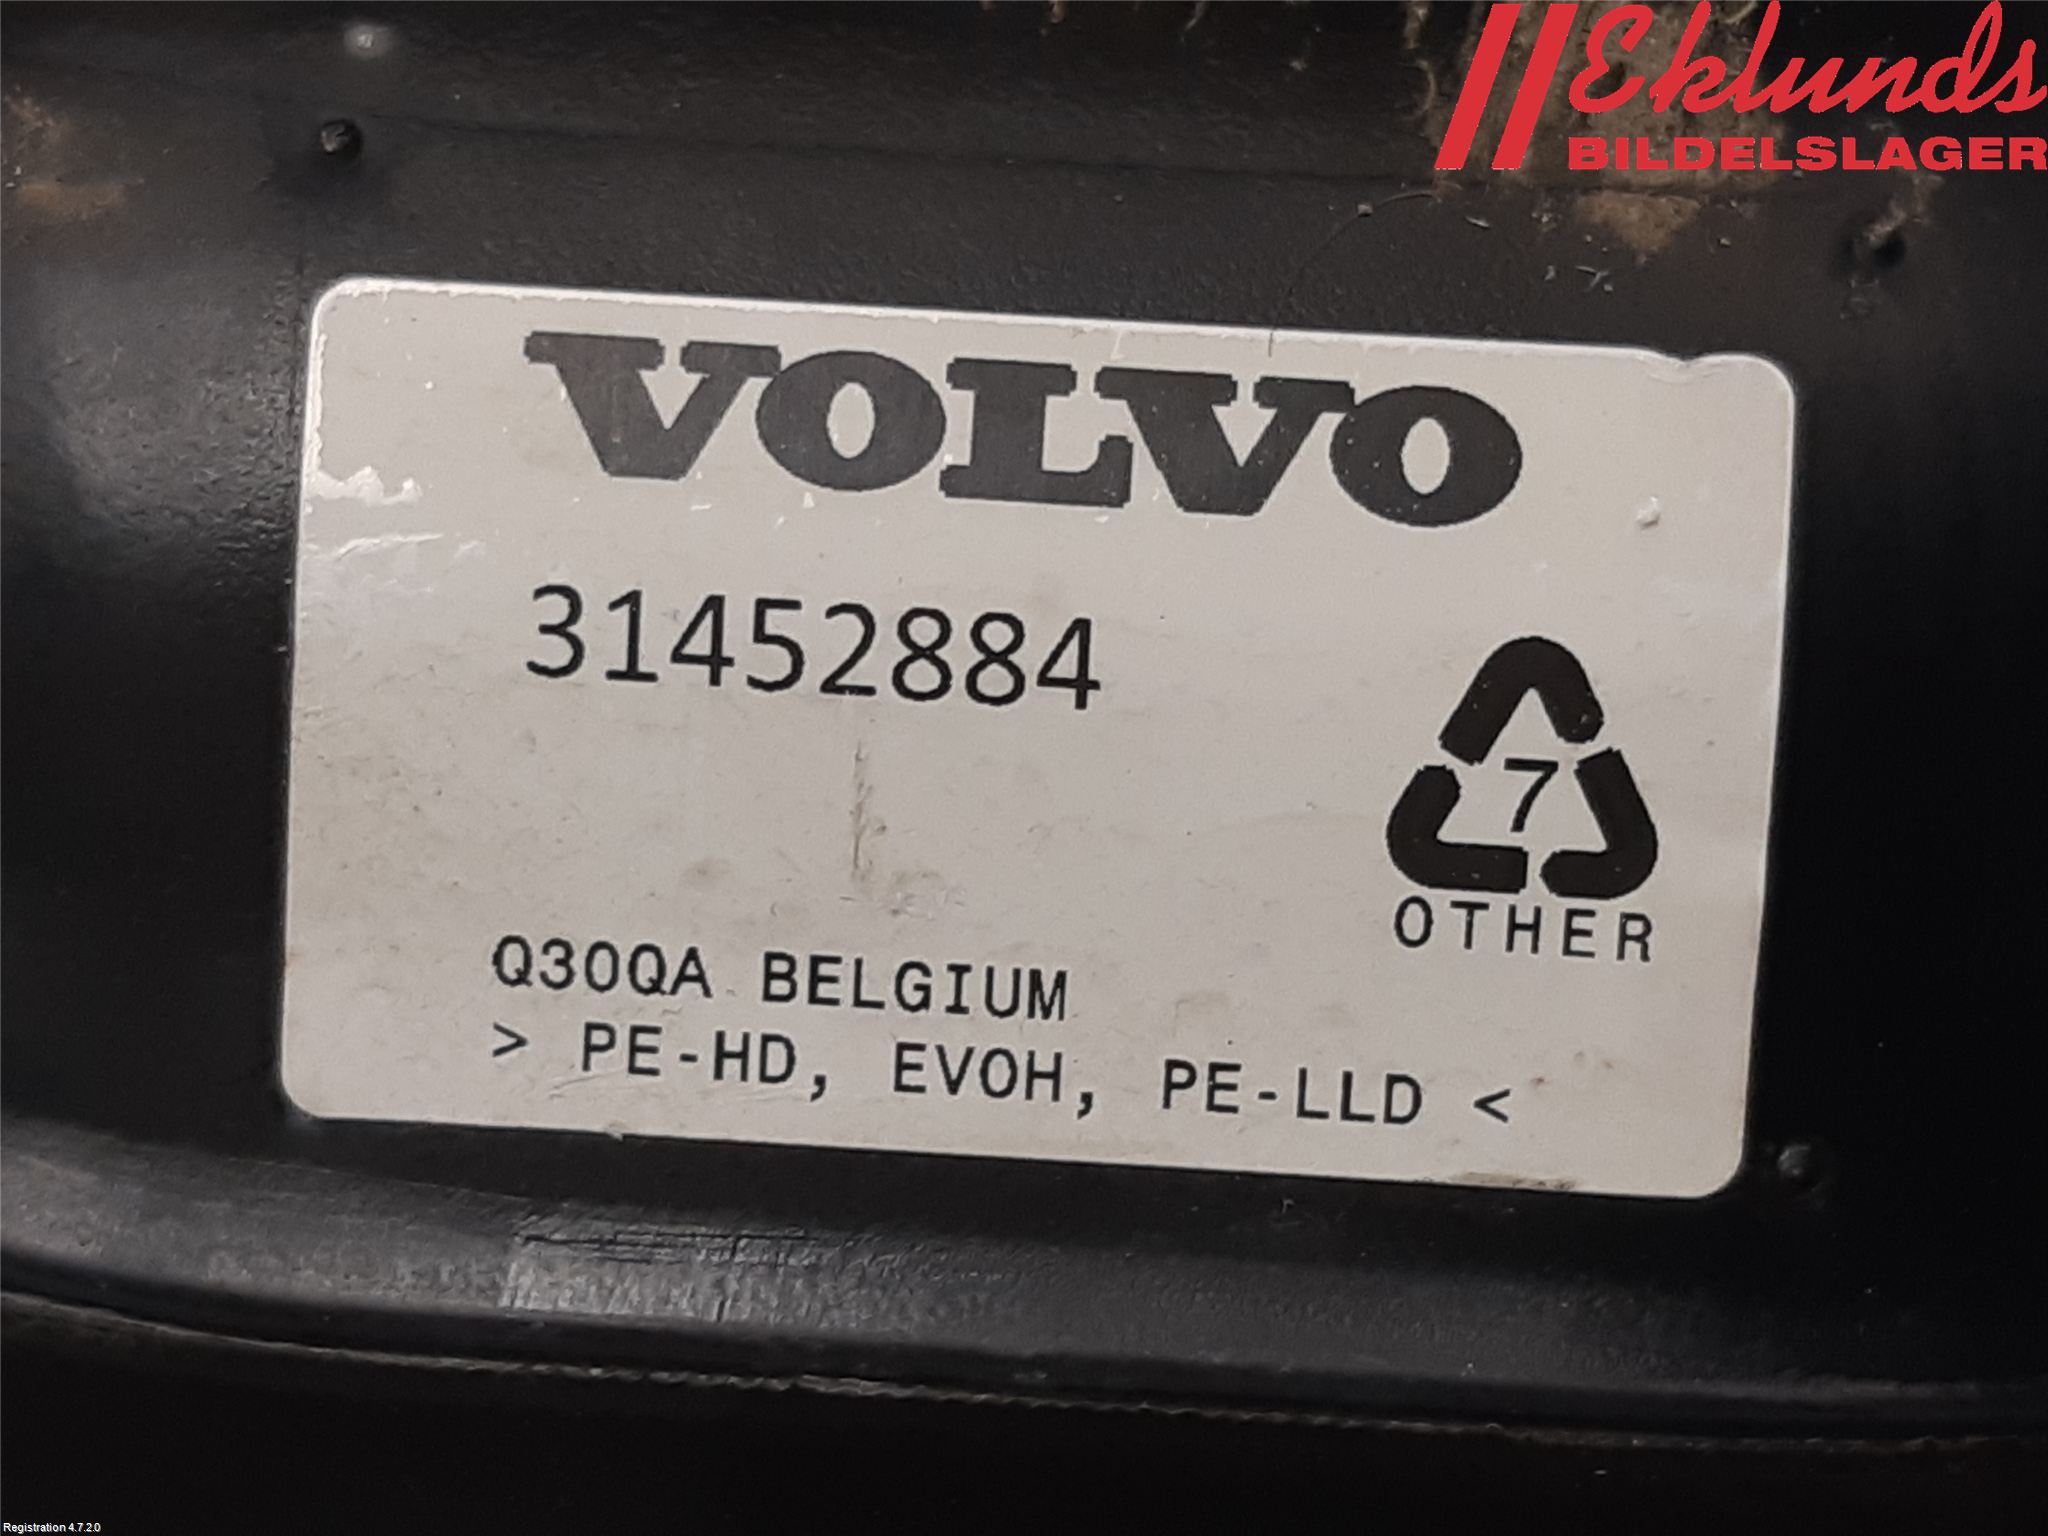 Eklunds
BILDELSLAGER
VOLVO
31452884
7
OTHER
Q30QA BELGIUM
> PE-HD, EVOH, PE-LLD <
Registration 4.7.2.0